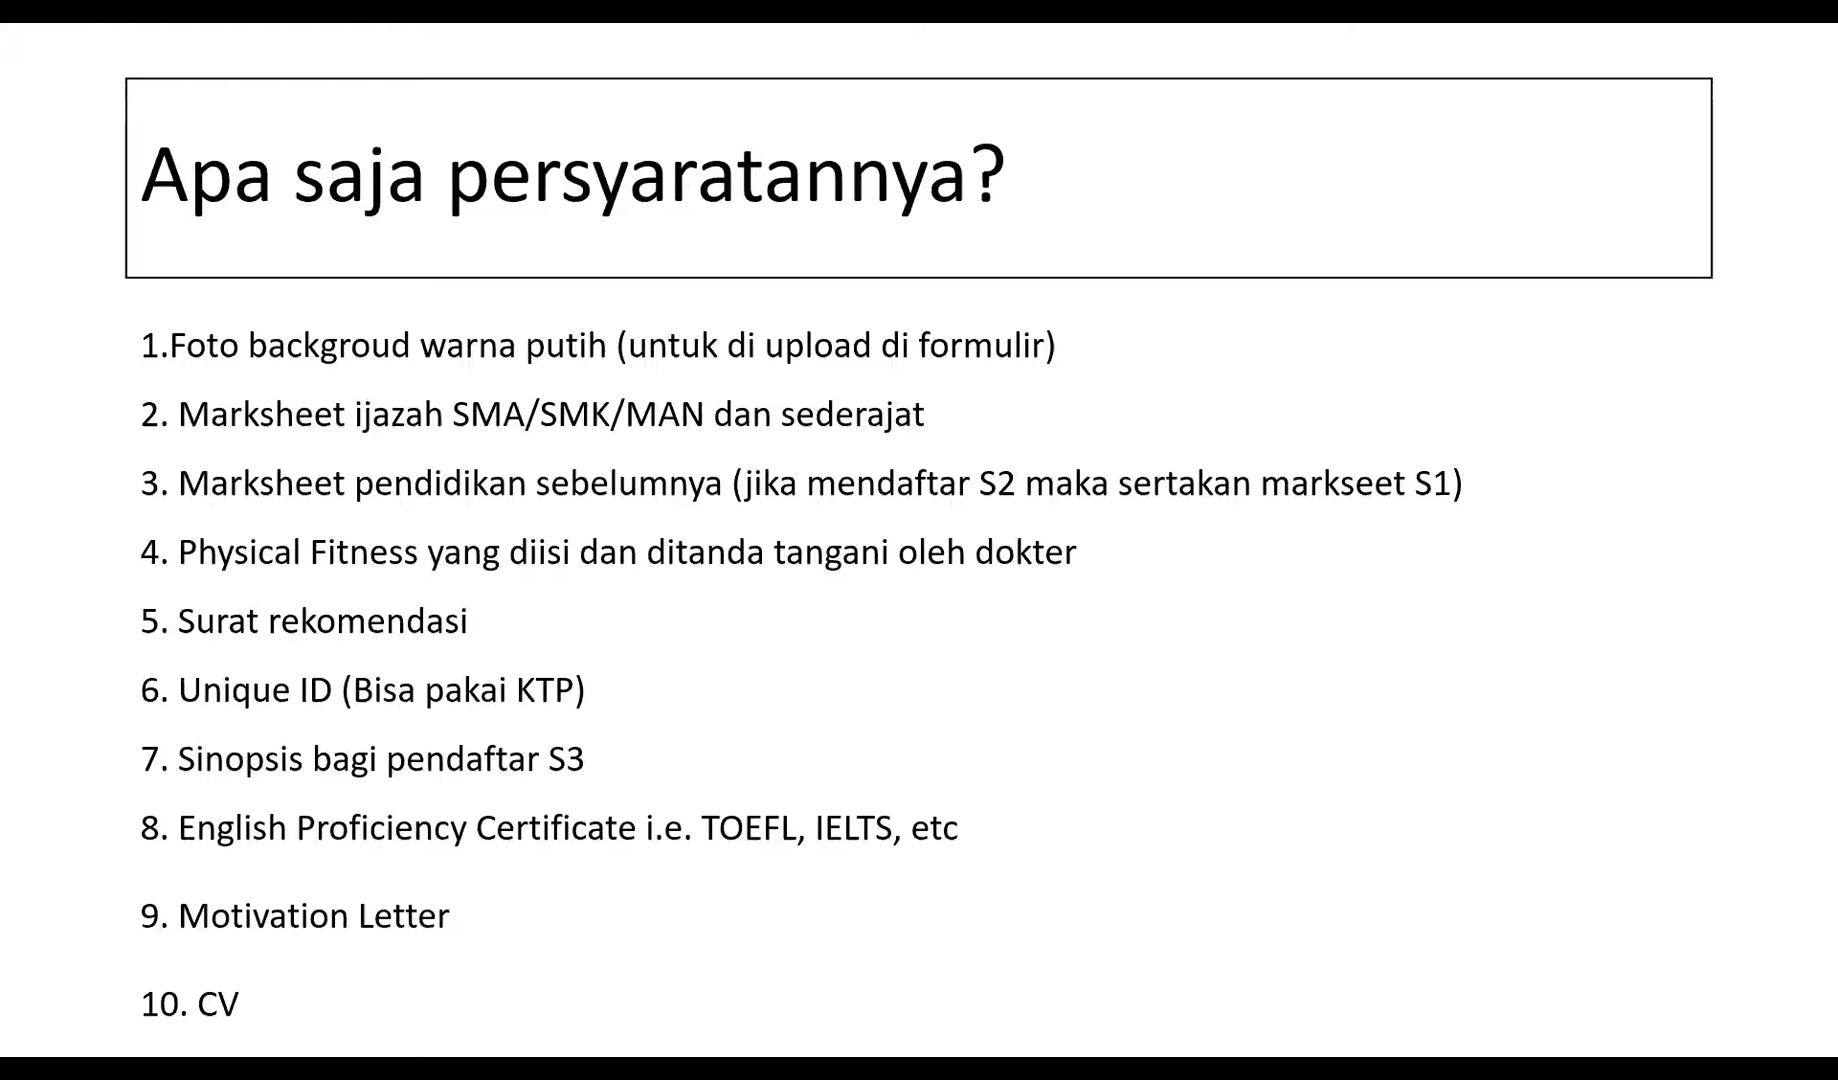 Apa saja persyaratannya?
1.Foto backgroud warna putih (untuk di upload di formulir)
2. Marksheet ijazah SMA/SMK/MAN dan sederajat
3. Marksheet pendidikan sebelumnya (jika mendaftar S2 maka sertakan markseet S1)
4. Physical Fitness yang diisi dan ditanda tangani oleh dokter
5. Surat rekomendasi
6. Unique ID (Bisa pakai KTP)
7. Sinopsis bagi pendaftar S3
8. English Proficiency Certificate i.e. TOEFL, IELTS, etc
9. Motivation Letter
10. CV